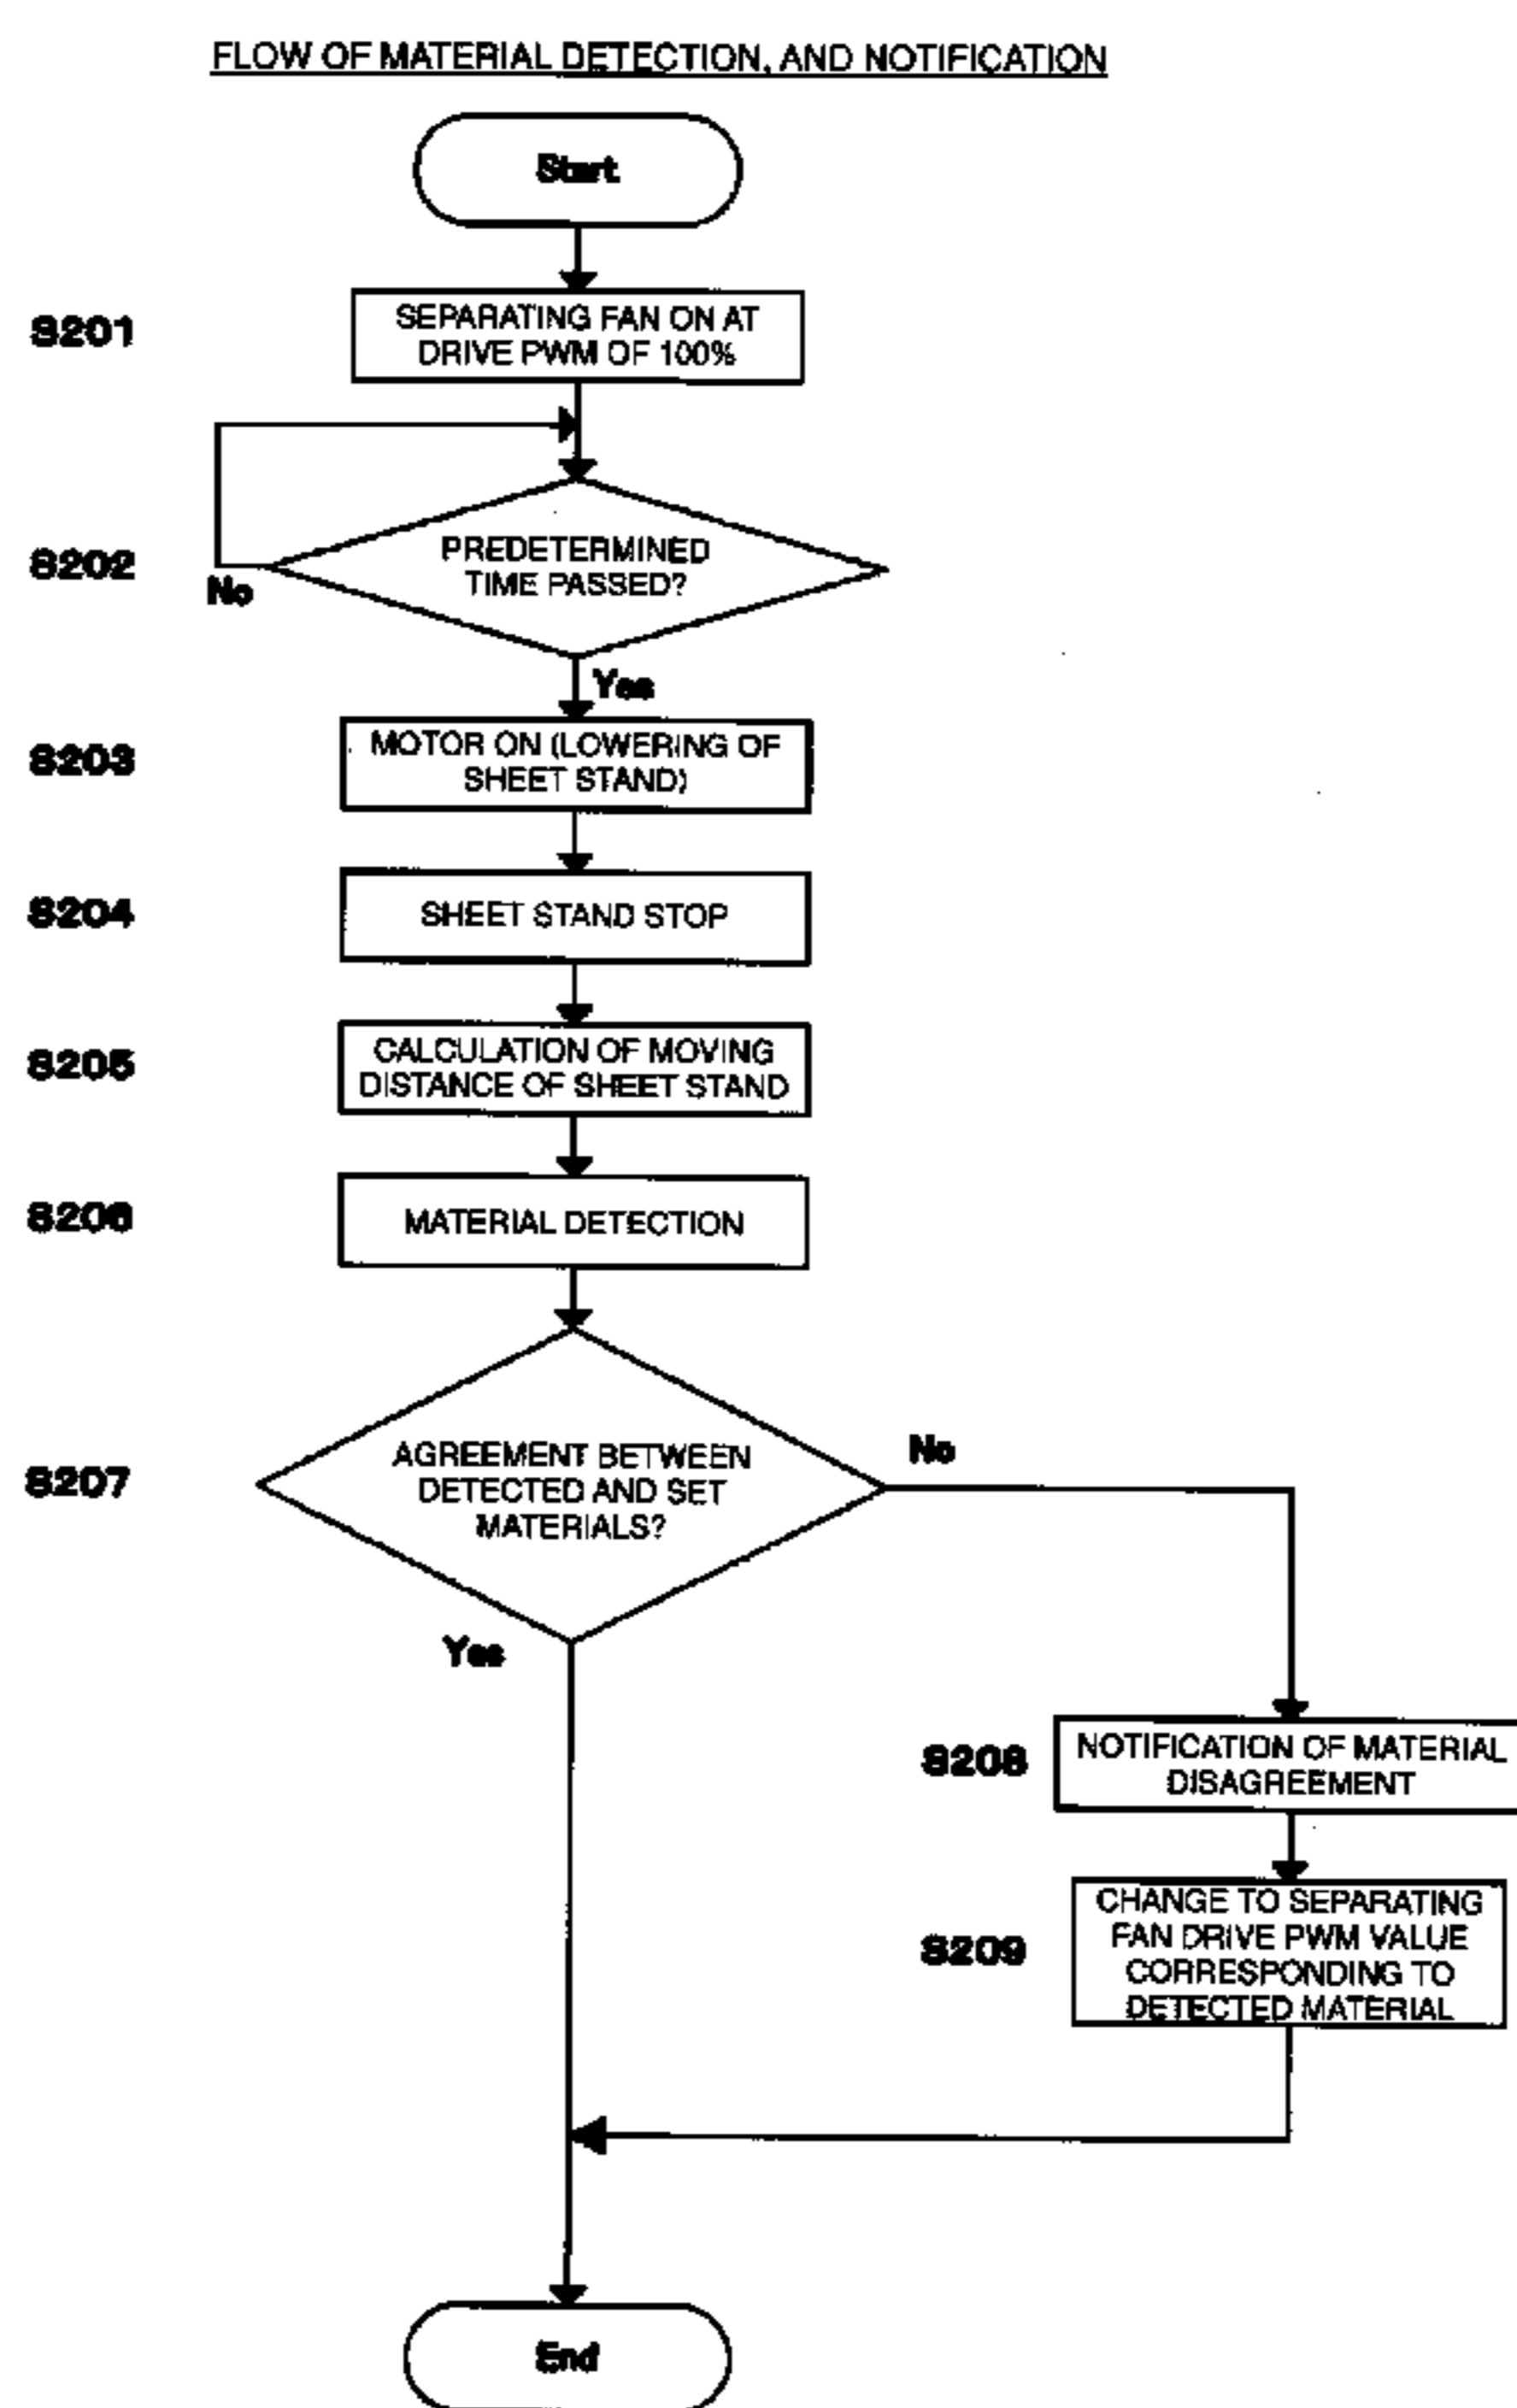 FLOW OF MATERIAL DETECTION, AND NOTIFICATION
Start
S201
SEPARATING FAN ON AT
DRIVE PWM OF 100%
S202
PREDETERMINED
TIME PASSED?
No
Yes
S203
MOTOR ON (LOWERING OF
SHEET STAND)
S204
SHEET STAND STOP
S205
CALCULATION OF MOVING
DISTANCE OF SHEET STAND
S206
MATERIAL DETECTION
S207
AGREEMENT BETWEEN
DETECTED AND SET
MATERIALS?
No
Yes
S208
NOTIFICATION OF MATERIAL
DISAGREEMENT
S209
CHANGE TO SEPARATING
FAN DRIVE PWM VALUE
CORRESPONDING TO
DETECTED MATERIAL
End